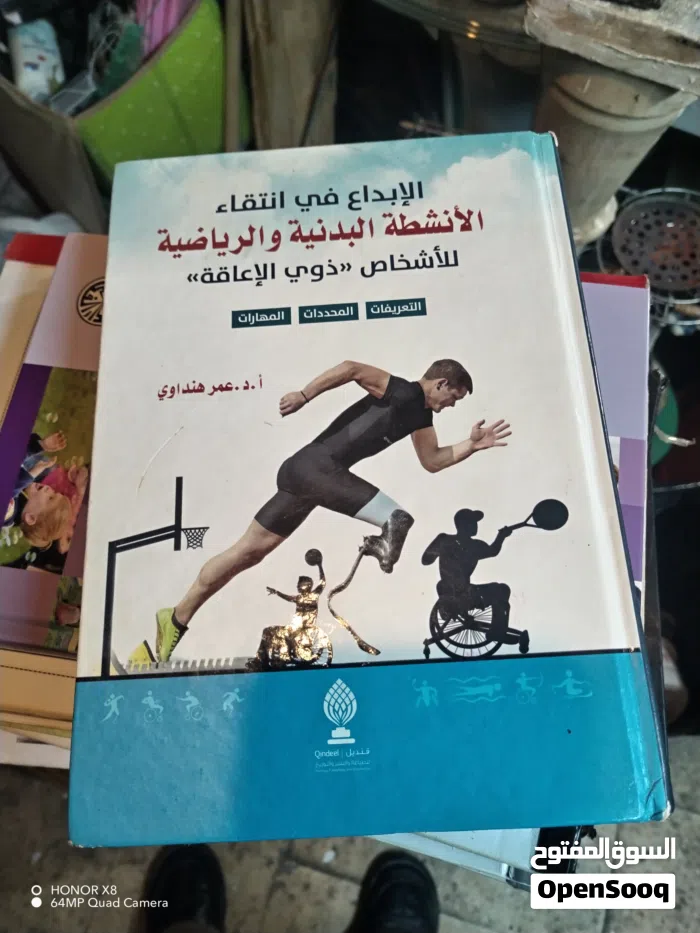 الإبداع في انتقاء
الأنشطة البدنية والرياضية
للأشخاص «ذوي الإعاقة»
التعريفات المحددات المهارات
أ.د.عمر هنداوي
Qindeel | قنديل
السوق المفتوح
OpenSooq
HONOR X8
64MP Quad Camera